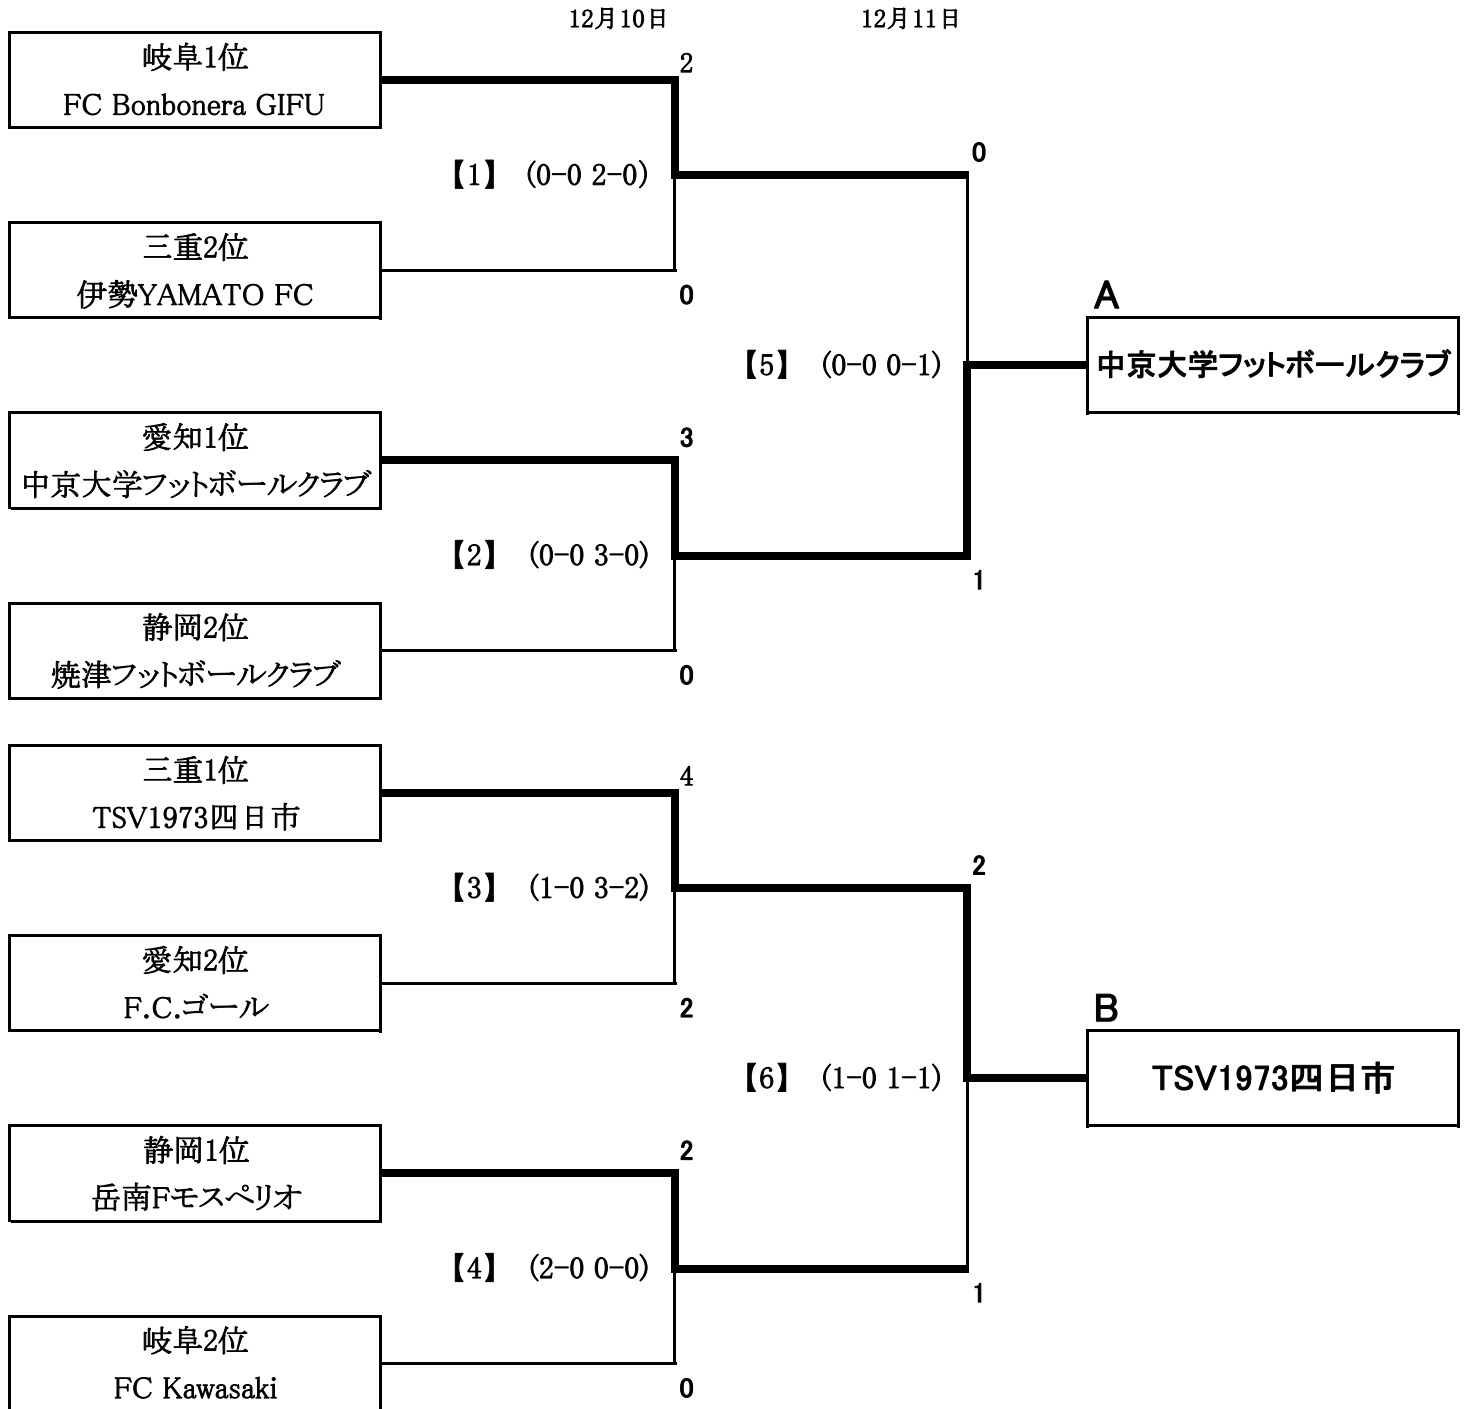 12月10日
12月11日
岐阜1位
FC Bonbonera GIFU
2
【1】 (0-0 2-0)
0
三重2位
伊勢YAMATO FC
0
A
中京大学フットボールクラブ
【5】 (0-0 0-1)
愛知1位
中京大学フットボールクラブ
3
【2】 (0-0 3-0)
1
静岡2位
焼津フットボールクラブ
0
三重1位
TSV1973四日市
4
【3】 (1-0 3-2)
2
愛知2位
F.C.ゴール
2
B
TSV1973四日市
【6】 (1-0 1-1)
静岡1位
岳南Fモスペリオ
2
【4】 (2-0 0-0)
1
岐阜2位
FC Kawasaki
0